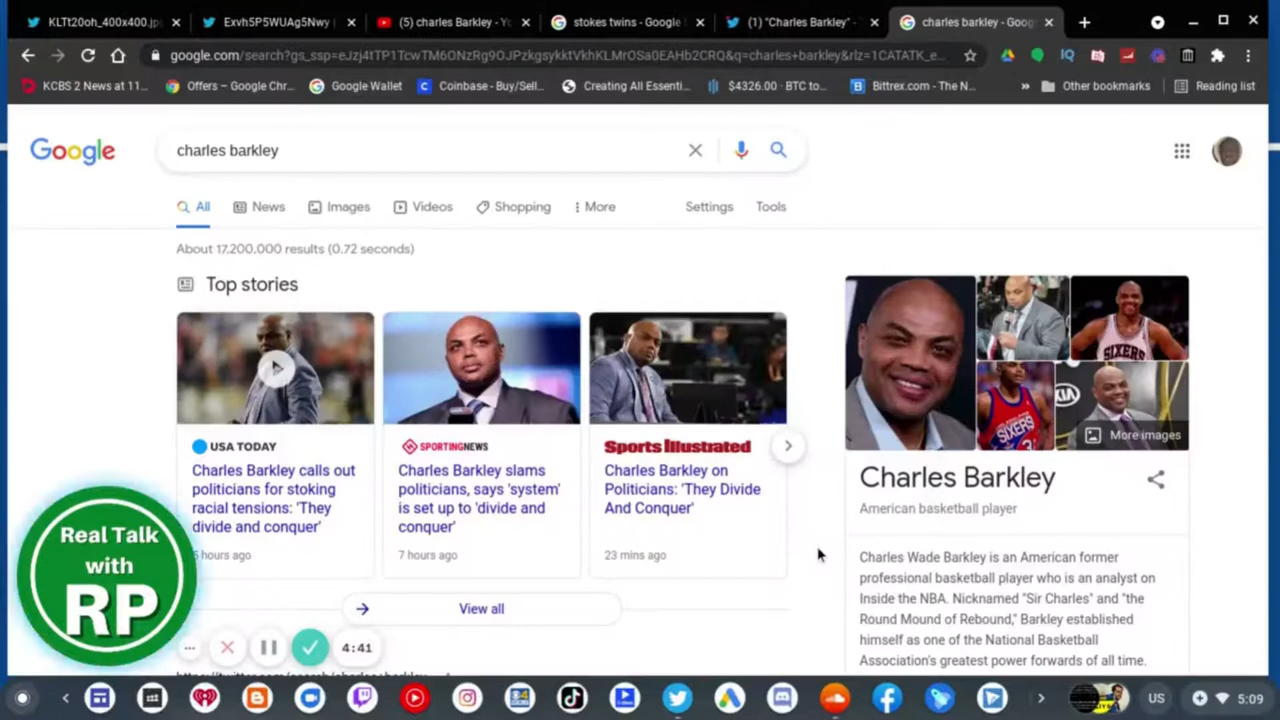 KLTt20oh_400x400.jp
Exvh5P5WUAg5Nwy
(5) charles Barkley - Y
stokes twins - Google
(1) "Charles Barkley" -
charles barkley - Goog
google.com/search?gs_ssp=eJzj4tTP1TcwTM6ONzRg9OJPzkgsykktVkhKLMrOSa0EAHb2CRQ&q=charles+barkley&rlz=1CATATK_e...
KCBS 2 News at 11...
Offers – Google Chr...
Google Wallet
Coinbase - Buy/Sell...
Creating All Essenti...
$4326.00 · BTC to...
Bittrex.com - The N...
»
Other bookmarks
Reading list
Google
charles barkley
All
News
Images
Videos
Shopping
More
Settings
Tools
About 17,200,000 results (0.72 seconds)
Top stories
USA TODAY
Charles Barkley calls out
politicians for stoking
racial tensions: 'They
divide and conquer'
hours ago
SPORTINGNEWS
Charles Barkley slams
politicians, says 'system'
is set up to 'divide and
conquer'
7 hours ago
Sports Illustrated
Charles Barkley on
Politicians: 'They Divide
And Conquer'
23 mins ago
View all
SIXERS
SIXERS
KIA
More images
Charles Barkley
American basketball player
Charles Wade Barkley is an American former
professional basketball player who is an analyst on
Inside the NBA. Nicknamed "Sir Charles" and "the
Round Mound of Rebound," Barkley established
himself as one of the National Basketball
Association's greatest power forwards of all time.
Real Talk
with
RP
4:41
US
5:09